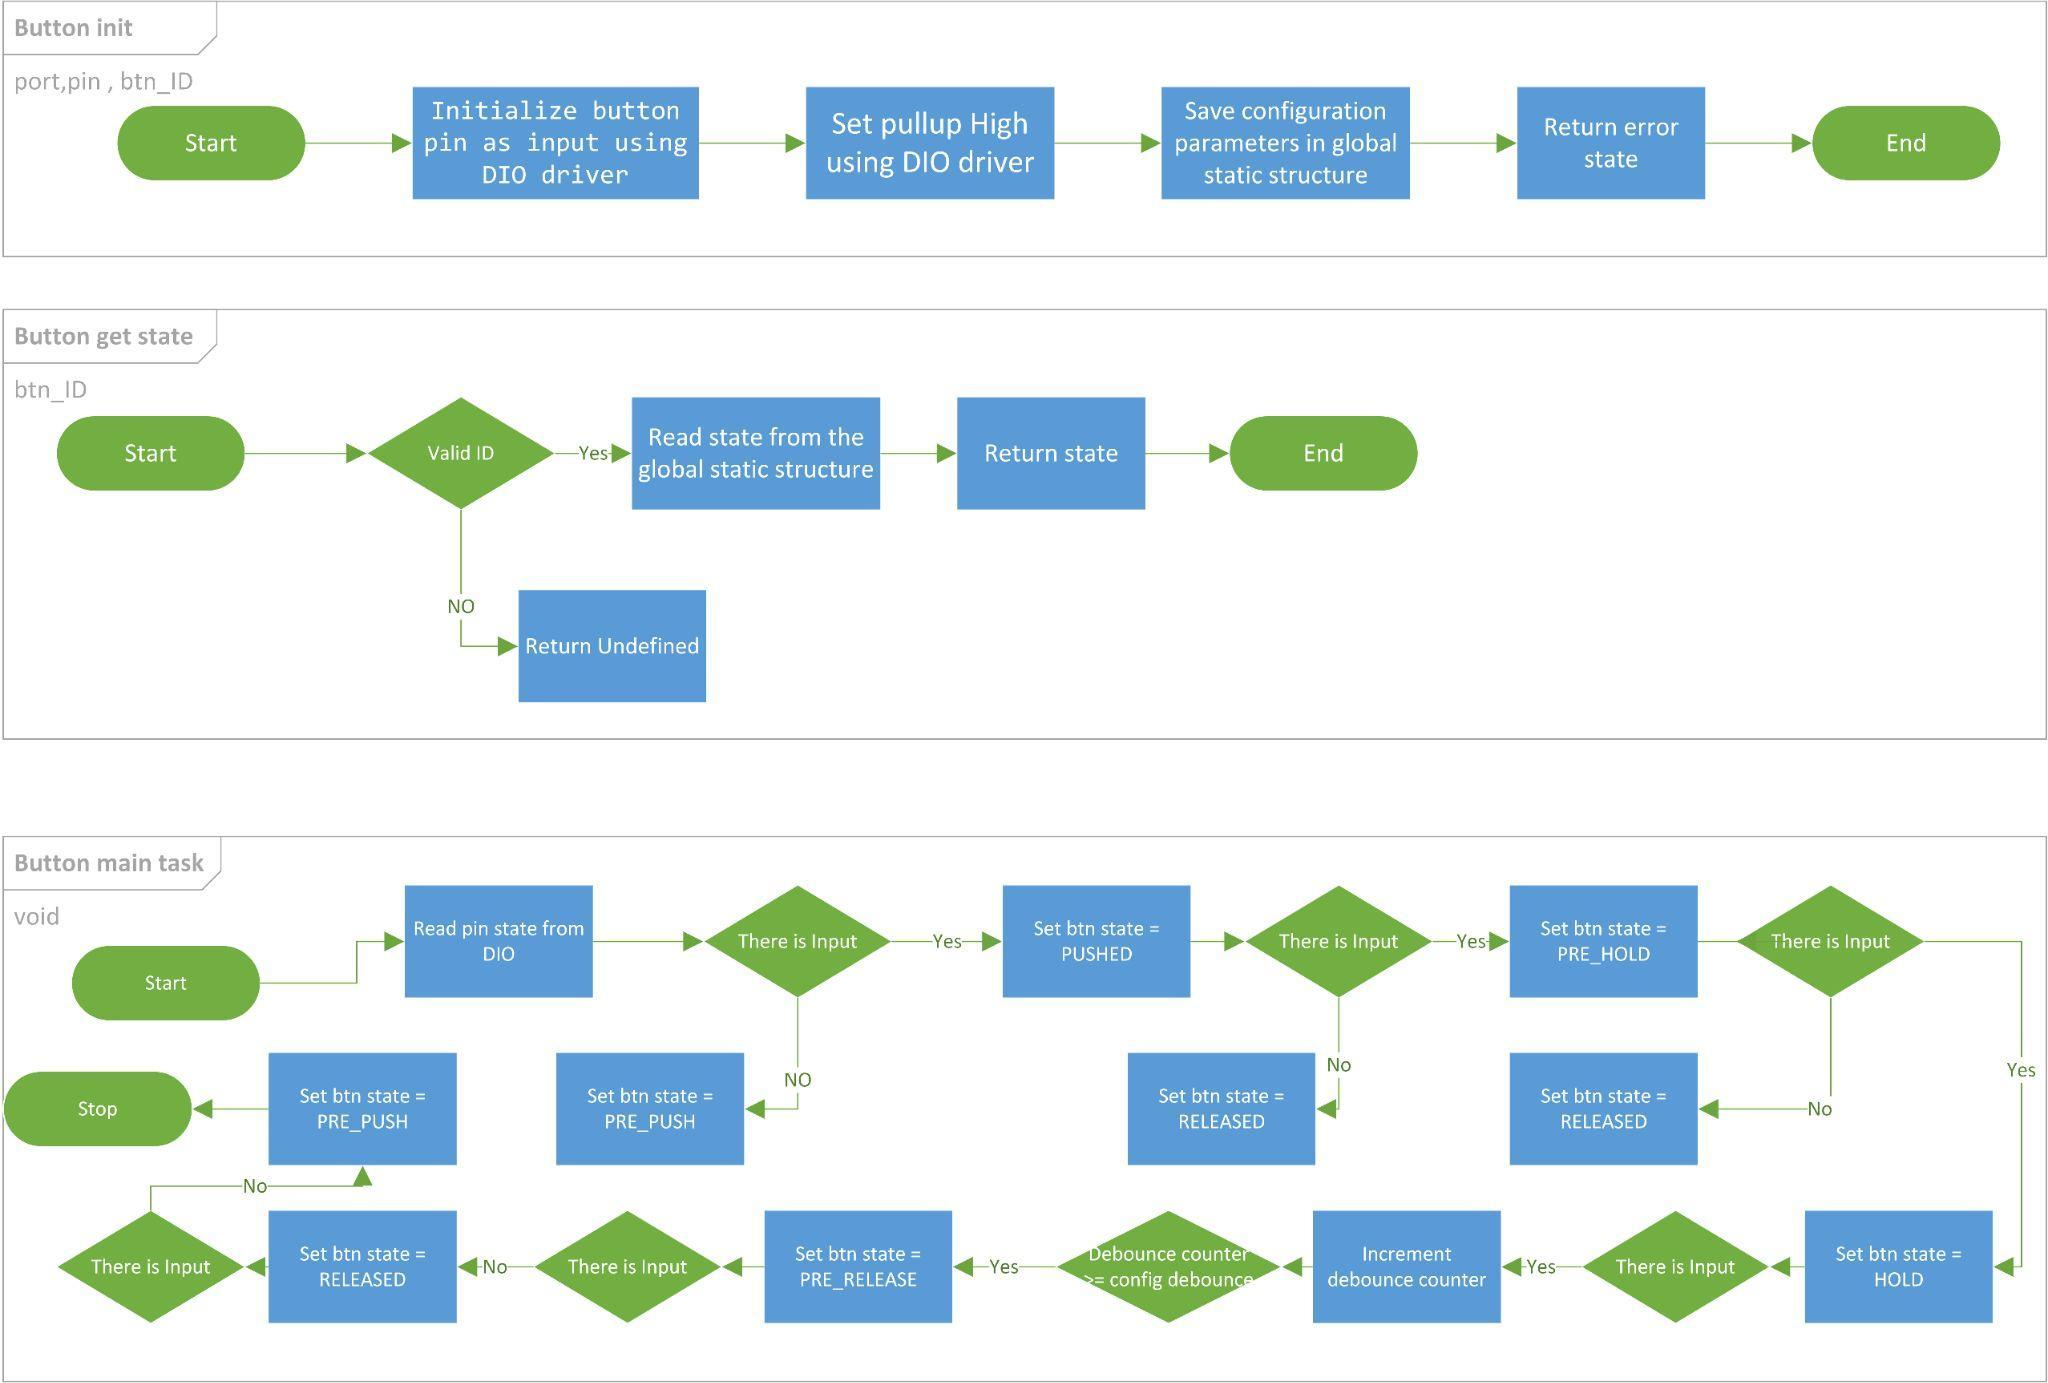 Button init
port,pin , btn_ID
Start
Initialize button
pin as input using
DIO driver
Set pullup High
using DIO driver
Save configuration
parameters in global
static structure
Return error
state
End
Button get state
btn_ID
Start
Valid ID
Yes
Read state from the
global static structure
Return state
End
NO
Return Undefined
Button main task
void
Start
Read pin state from
DIO
There is Input
Yes
Set btn state =
PUSHED
There is Input
Yes
Set btn state =
PRE_HOLD
There is Input
Yes
NO
Set btn state =
PRE_PUSH
No
Set btn state =
RELEASED
No
Set btn state =
RELEASED
Set btn state =
HOLD
There is Input
Yes
Increment
debounce counter
Debounce counter
>= config debounce
Yes
Set btn state =
PRE_RELEASE
There is Input
No
Set btn state =
RELEASED
There is Input
No
Set btn state =
PRE_PUSH
Stop